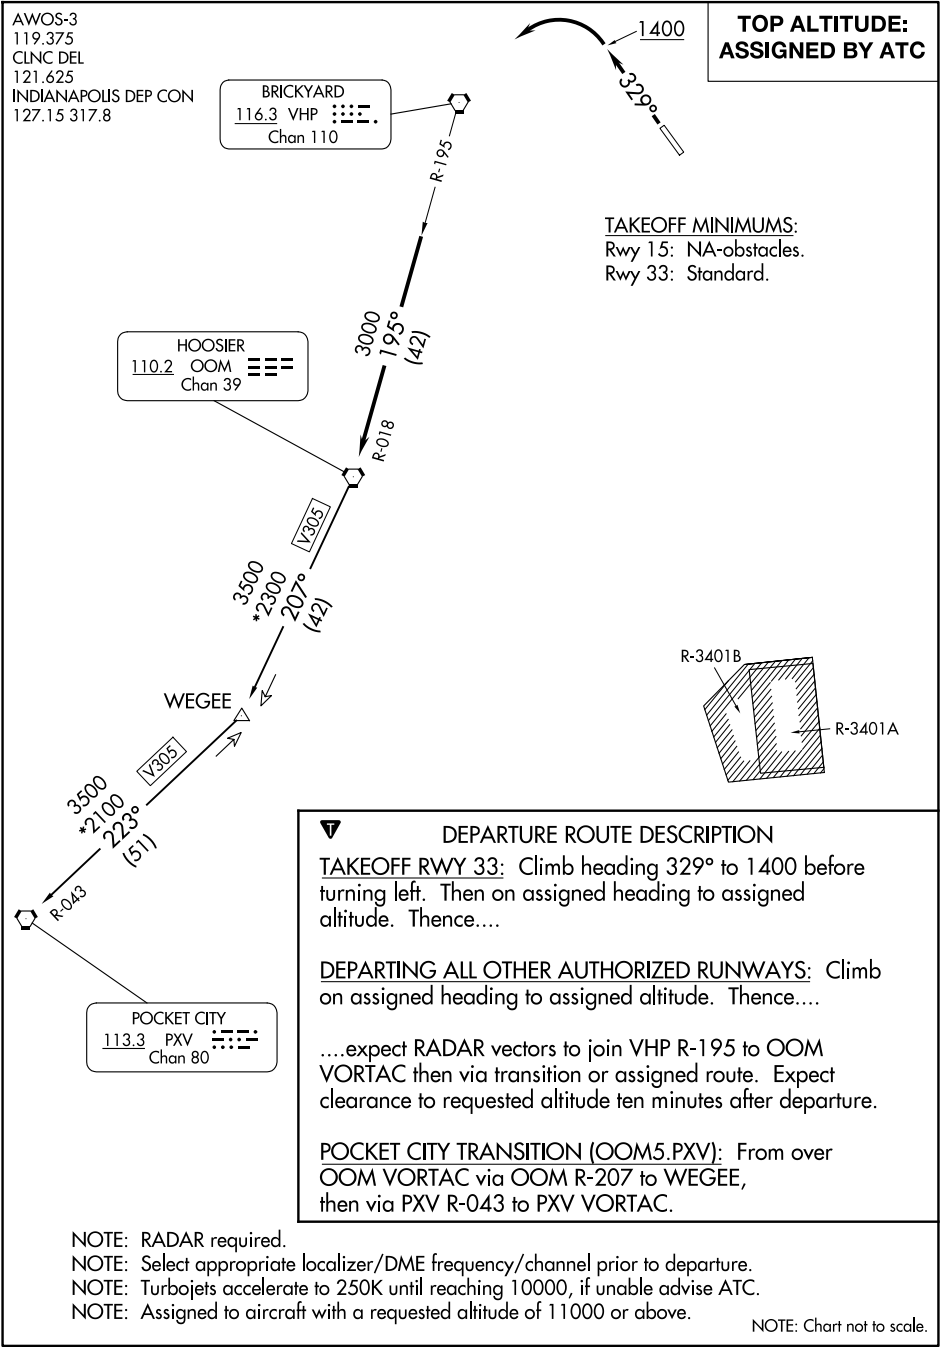 AWOS-3
119.375
CLNC DEL
121.625
INDIANAPOLIS DEP CON
127.15 317.8
TOP ALTITUDE:
ASSIGNED BY ATC
1400
329°
BRICKYARD
116.3 VHP
Chan 110
R-195
TAKEOFF MINIMUMS:
Rwy 15: NA-obstacles.
Rwy 33: Standard.
3000
195°
(42)
HOOSIER
110.2 OOM
Chan 39
R-018
V305
3500
*2300
207°
(42)
R-3401B
R-3401A
WEGEE
V305
3500
*2100
223°
(51)
R-043
POCKET CITY
113.3 PXV
Chan 80
T
DEPARTURE ROUTE DESCRIPTION
TAKEOFF RWY 33: Climb heading 329° to 1400 before
turning left. Then on assigned heading to assigned
altitude. Thence....
DEPARTING ALL OTHER AUTHORIZED RUNWAYS: Climb
on assigned heading to assigned altitude. Thence....
....expect RADAR vectors to join VHP R-195 to OOM
VORTAC then via transition or assigned route. Expect
clearance to requested altitude ten minutes after departure.
POCKET CITY TRANSITION (OOM5.PXV): From over
OOM VORTAC via OOM R-207 to WEGEE,
then via PXV R-043 to PXV VORTAC.
NOTE: RADAR required.
NOTE: Select appropriate localizer/DME frequency/channel prior to departure.
NOTE: Turbojets accelerate to 250K until reaching 10000, if unable advise ATC.
NOTE: Assigned to aircraft with a requested altitude of 11000 or above.
NOTE: Chart not to scale.